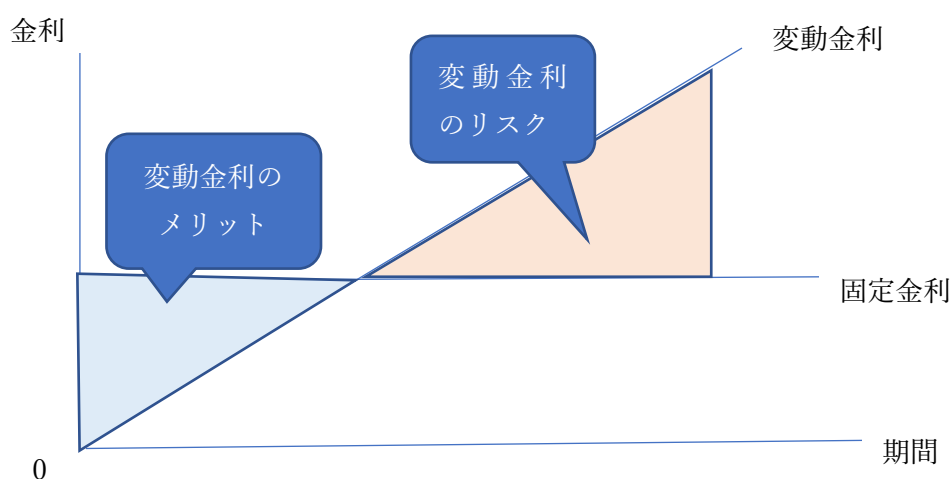 金利
変動金利
変動金利
のリスク
変動金利の
メリット
固定金利
期間
0